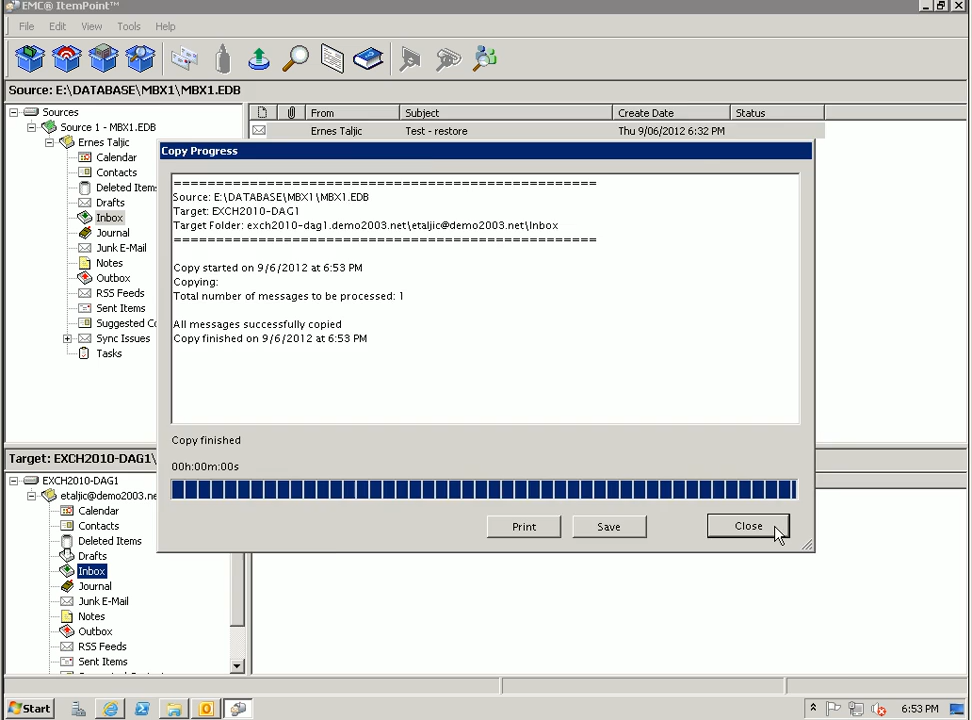 EMC® ItemPoint™
File Edit View Tools Help
Source: E:\DATABASE\MBX1\MBX1.EDB
Sources
Source 1 - MBX1.EDB
Ernes Taljic
Calendar
Contacts
Deleted Items
Drafts
Inbox
Journal
Junk E-Mail
Notes
Outbox
RSS Feeds
Sent Items
Suggested Co
Sync Issues
Tasks
From Subject Create Date Status
Ernes Taljic Test - restore Thu 9/06/2012 6:32 PM
Copy Progress
==================================================
Source: E:\DATABASE\MBX1\MBX1.EDB
Target: EXCH2010-DAG1
Target Folder: exch2010-dag1.demo2003.net\etaljic@demo2003.net\Inbox
==================================================
Copy started on 9/6/2012 at 6:53 PM
Copying:
Total number of messages to be processed: 1
All messages successfully copied
Copy finished on 9/6/2012 at 6:53 PM
Copy finished
00h:00m:00s
Print Save Close
Target: EXCH2010-DAG1\
EXCH2010-DAG1
etaljic@demo2003.ne
Calendar
Contacts
Deleted Items
Drafts
Inbox
Journal
Junk E-Mail
Notes
Outbox
RSS Feeds
Sent Items
Start
6:53 PM